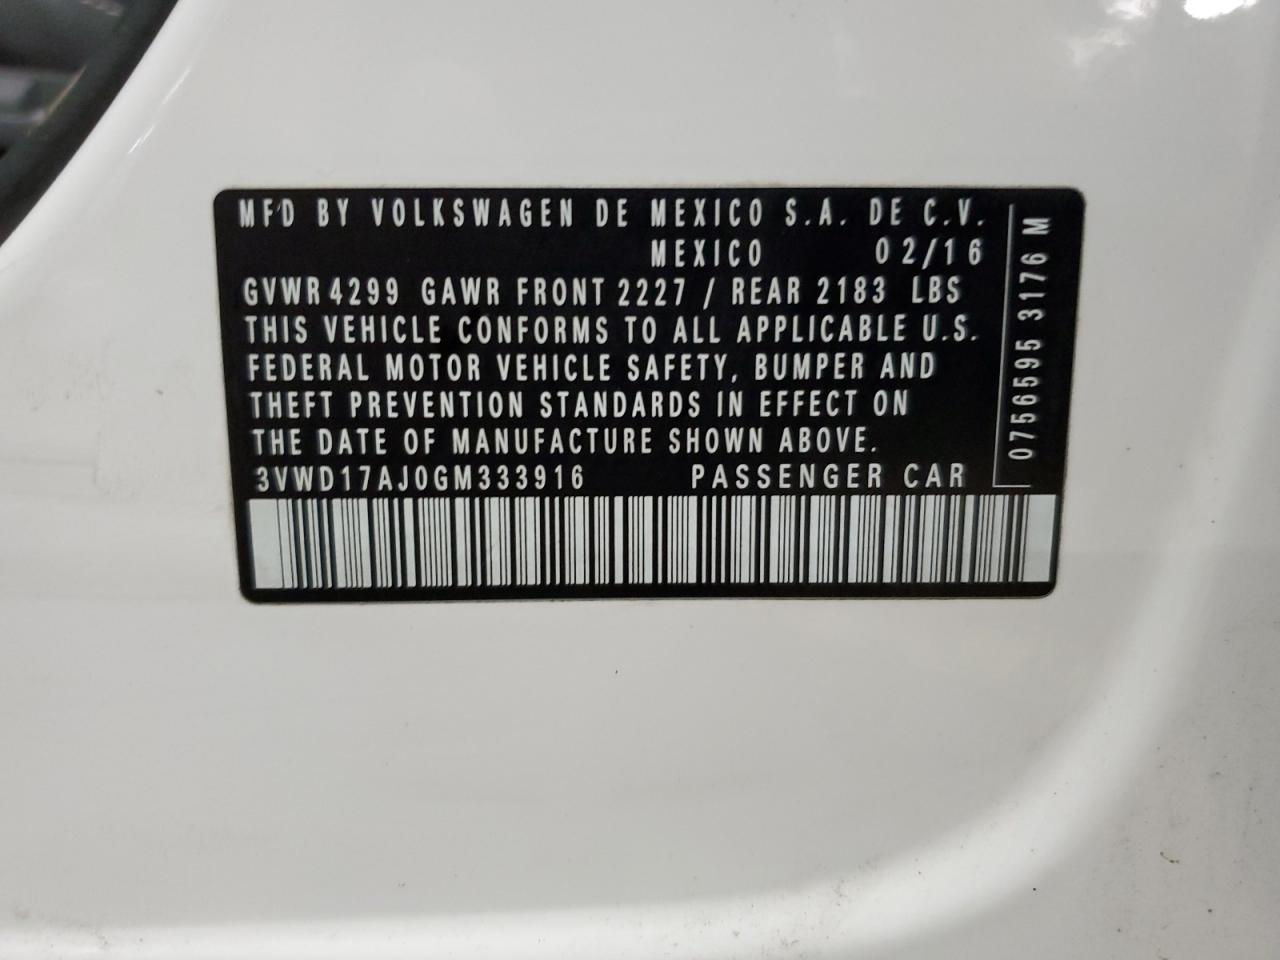 MF'D BY VOLKSWAGEN DE MEXICO S.A. DE C.V.
MEXICO 02/16
GVWR 4299 GAWR FRONT 2227 / REAR 2183 LBS
THIS VEHICLE CONFORMS TO ALL APPLICABLE U.S.
FEDERAL MOTOR VEHICLE SAFETY, BUMPER AND
THEFT PREVENTION STANDARDS IN EFFECT ON
THE DATE OF MANUFACTURE SHOWN ABOVE.
3VWD17AJ0GM333916 PASSENGER CAR
0756595 3176 M